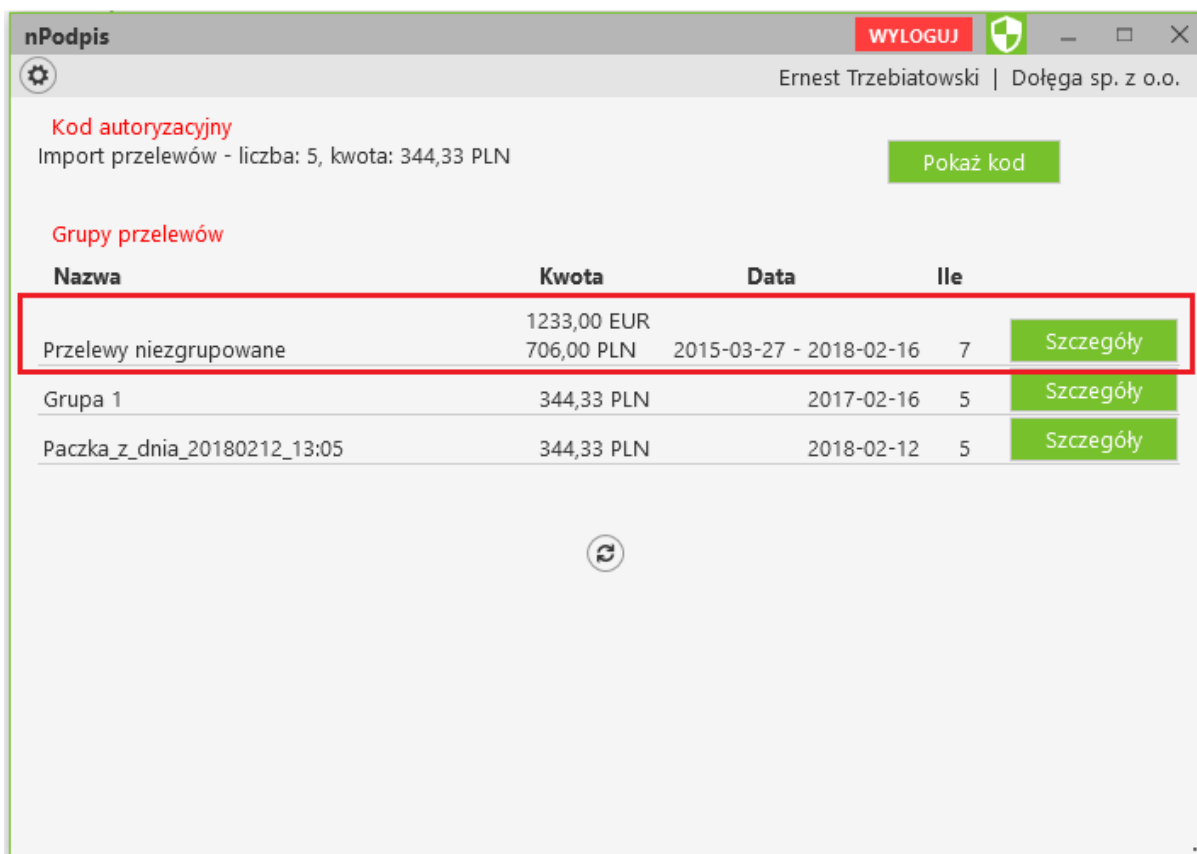 nPodpis WYLOGUJ
Ernest Trzebiatowski | Dołęga sp. z o.o.
Kod autoryzacyjny
Import przelewów - liczba: 5, kwota: 344,33 PLN
Pokaż kod
Grupy przelewów
Nazwa Kwota Data Ile
1233,00 EUR
Przelewy niezgrupowane 706,00 PLN 2015-03-27 - 2018-02-16 7 Szczegóły
Grupa 1 344,33 PLN 2017-02-16 5 Szczegóły
Paczka_z_dnia_20180212_13:05 344,33 PLN 2018-02-12 5 Szczegóły